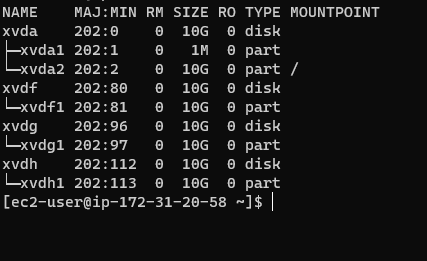 NAME    MAJ:MIN RM SIZE RO TYPE MOUNTPOINT
xvda    202:0    0  10G  0 disk
├─xvda1 202:1    0   1M  0 part
└─xvda2 202:2    0  10G  0 part /
xvdf    202:80   0  10G  0 disk
└─xvdf1 202:81   0  10G  0 part
xvdg    202:96   0  10G  0 disk
└─xvdg1 202:97   0  10G  0 part
xvdh    202:112  0  10G  0 disk
└─xvdh1 202:113  0  10G  0 part
[ec2-user@ip-172-31-20-58 ~]$